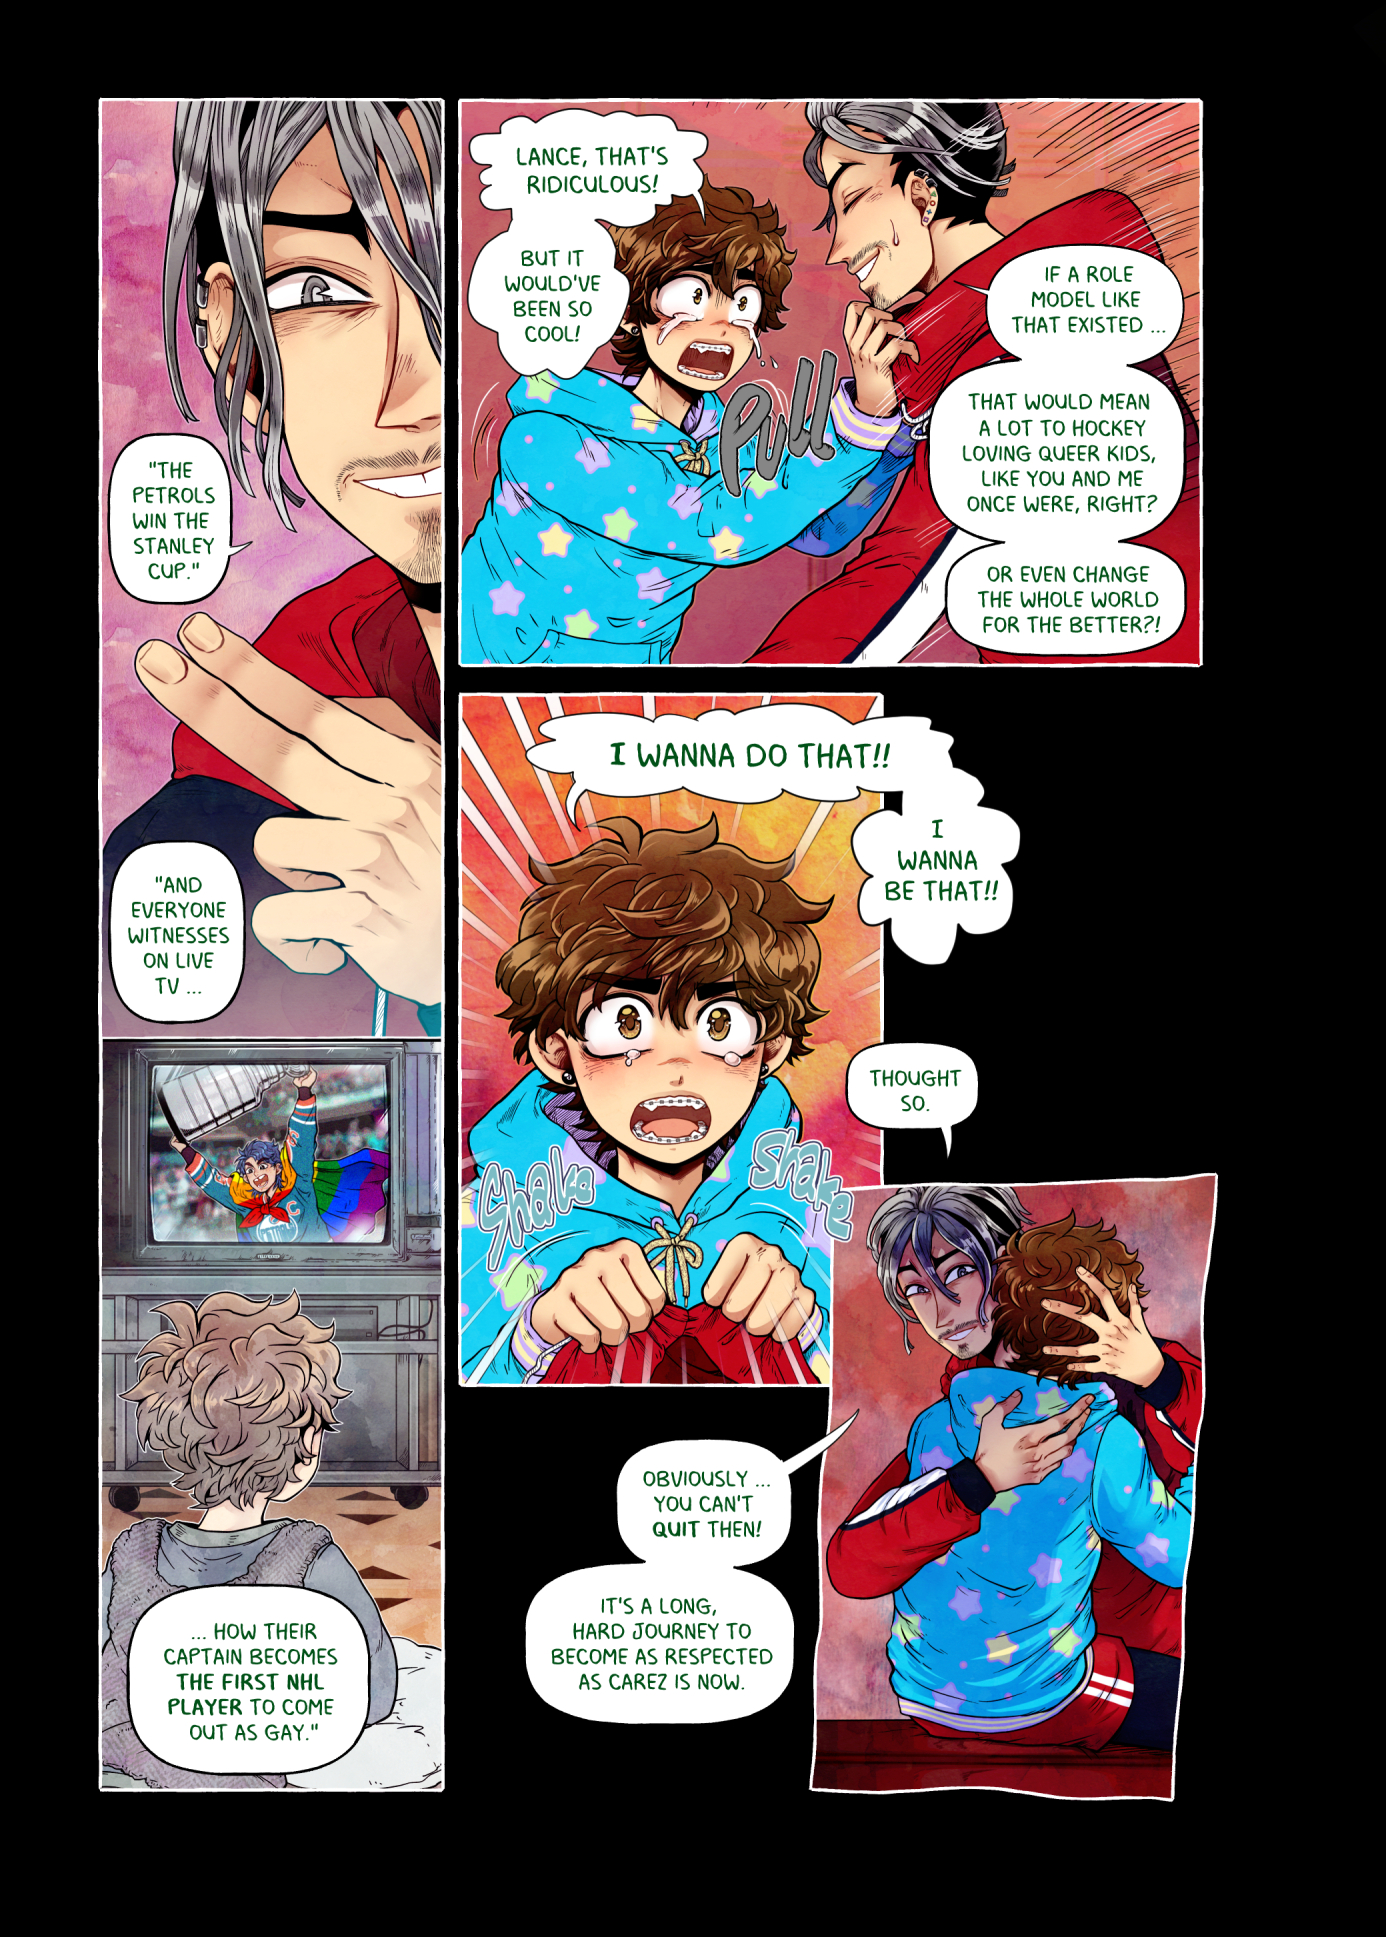 "THE
PETROLS
WIN THE
STANLEY
CUP."
"AND
EVERYONE
WITNESSES
ON LIVE
TV ...
... HOW THEIR
CAPTAIN BECOMES
THE FIRST NHL
PLAYER TO COME
OUT AS GAY."
LANCE, THAT'S
RIDICULOUS!
BUT IT
WOULD'VE
BEEN SO
COOL!
Pull
IF A ROLE
MODEL LIKE
THAT EXISTED ...
THAT WOULD MEAN
A LOT TO HOCKEY
LOVING QUEER KIDS,
LIKE YOU AND ME
ONCE WERE, RIGHT?
OR EVEN CHANGE
THE WHOLE WORLD
FOR THE BETTER?!
I WANNA DO THAT!!
I
WANNA
BE THAT!!
Shake
Shake
THOUGHT
SO.
OBVIOUSLY ...
YOU CAN'T
QUIT THEN!
IT'S A LONG,
HARD JOURNEY TO
BECOME AS RESPECTED
AS CAREZ IS NOW.